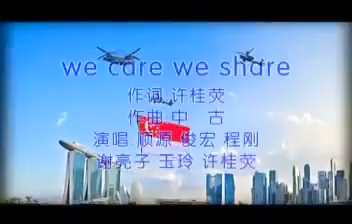 we care we share
作词 许桂荧
作曲 中 古
演唱 顺源 俊宏 程刚
谢亮子 玉玲 许桂荧